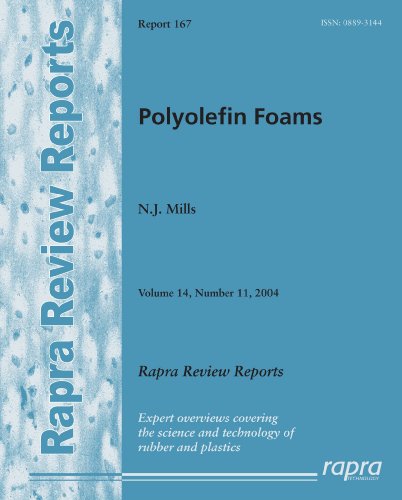 Rapra Review Reports
Report 167
ISSN: 0889-3144
Polyolefin Foams
N.J. Mills
Volume 14, Number 11, 2004
Rapra Review Reports
Expert overviews covering
the science and technology of
rubber and plastics
rapra
TECHNOLOGY